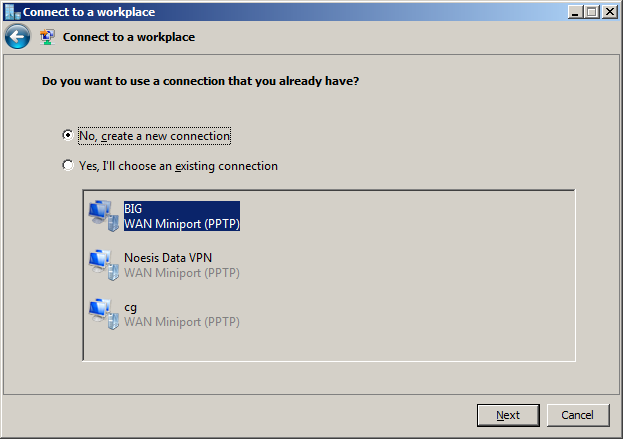 Connect to a workplace
Connect to a workplace
Do you want to use a connection that you already have?
No, create a new connection
Yes, I'll choose an existing connection
BIG
WAN Miniport (PPTP)
Noesis Data VPN
WAN Miniport (PPTP)
cg
WAN Miniport (PPTP)
Next
Cancel